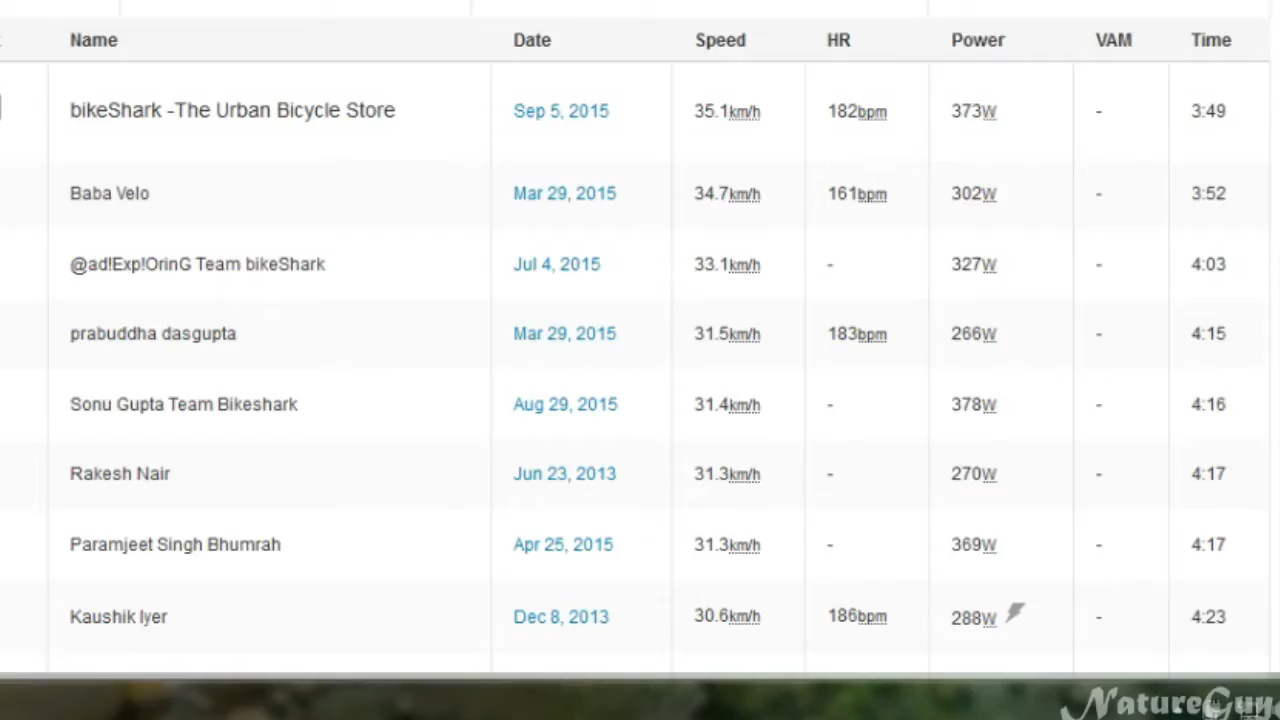 Name Date Speed HR Power VAM Time
bikeShark -The Urban Bicycle Store Sep 5, 2015 35.1km/h 182bpm 373W - 3:49
Baba Velo Mar 29, 2015 34.7km/h 161bpm 302W - 3:52
@ad!Exp!OrinG Team bikeShark Jul 4, 2015 33.1km/h - 327W - 4:03
prabuddha dasgupta Mar 29, 2015 31.5km/h 183bpm 266W - 4:15
Sonu Gupta Team Bikeshark Aug 29, 2015 31.4km/h - 378W - 4:16
Rakesh Nair Jun 23, 2013 31.3km/h - 270W - 4:17
Paramjeet Singh Bhumrah Apr 25, 2015 31.3km/h - 369W - 4:17
Kaushik Iyer Dec 8, 2013 30.6km/h 186bpm 288W - 4:23